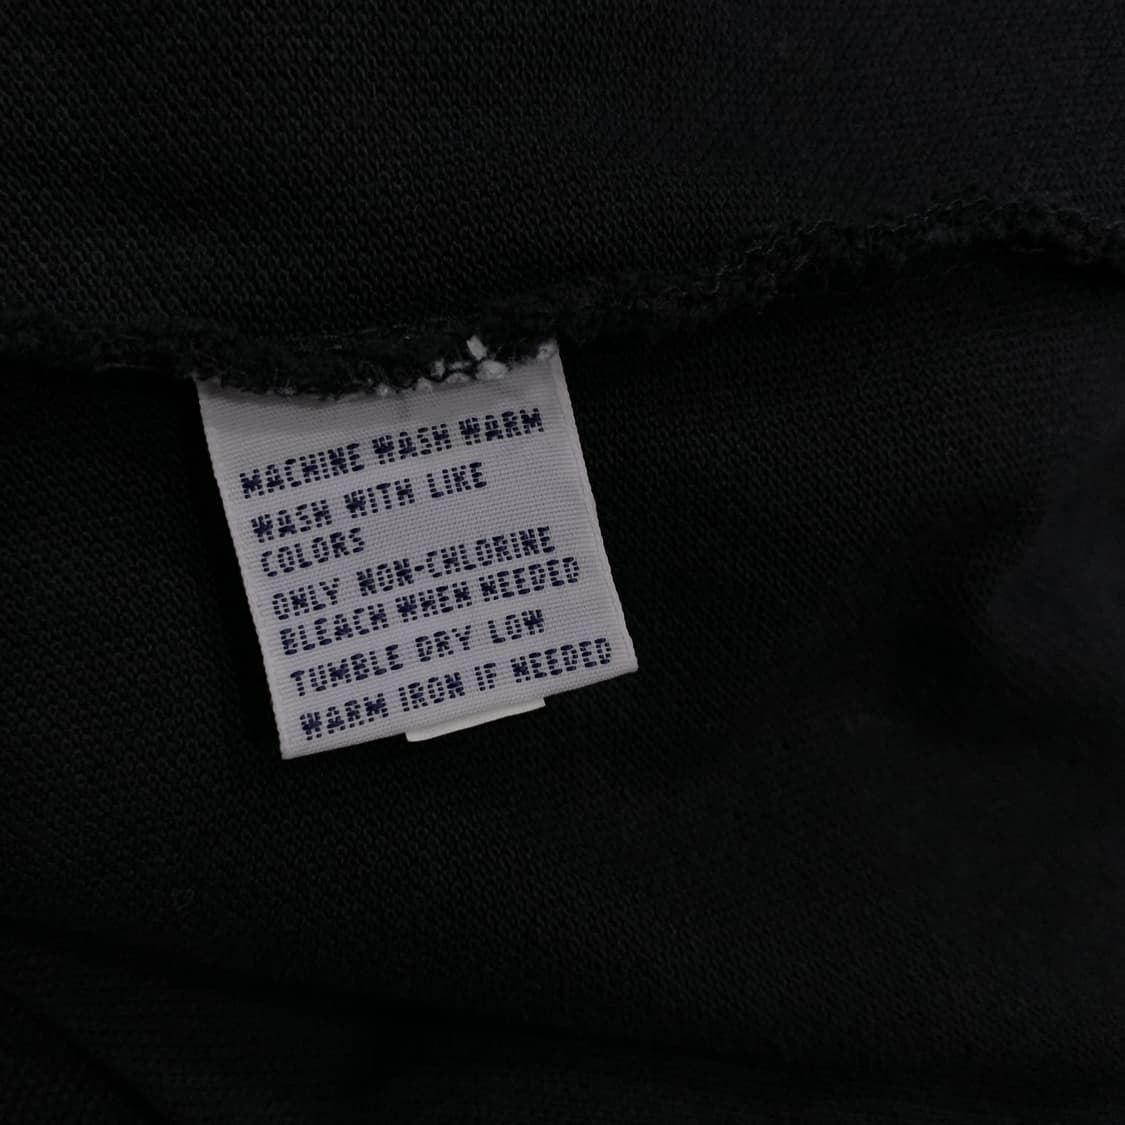 MACHINE WASH WARM
WASH WITH LIKE
COLORS
ONLY NON-CHLORINE
BLEACH WHEN NEEDED
TUMBLE DRY LOW
WARM IRON IF NEEDED